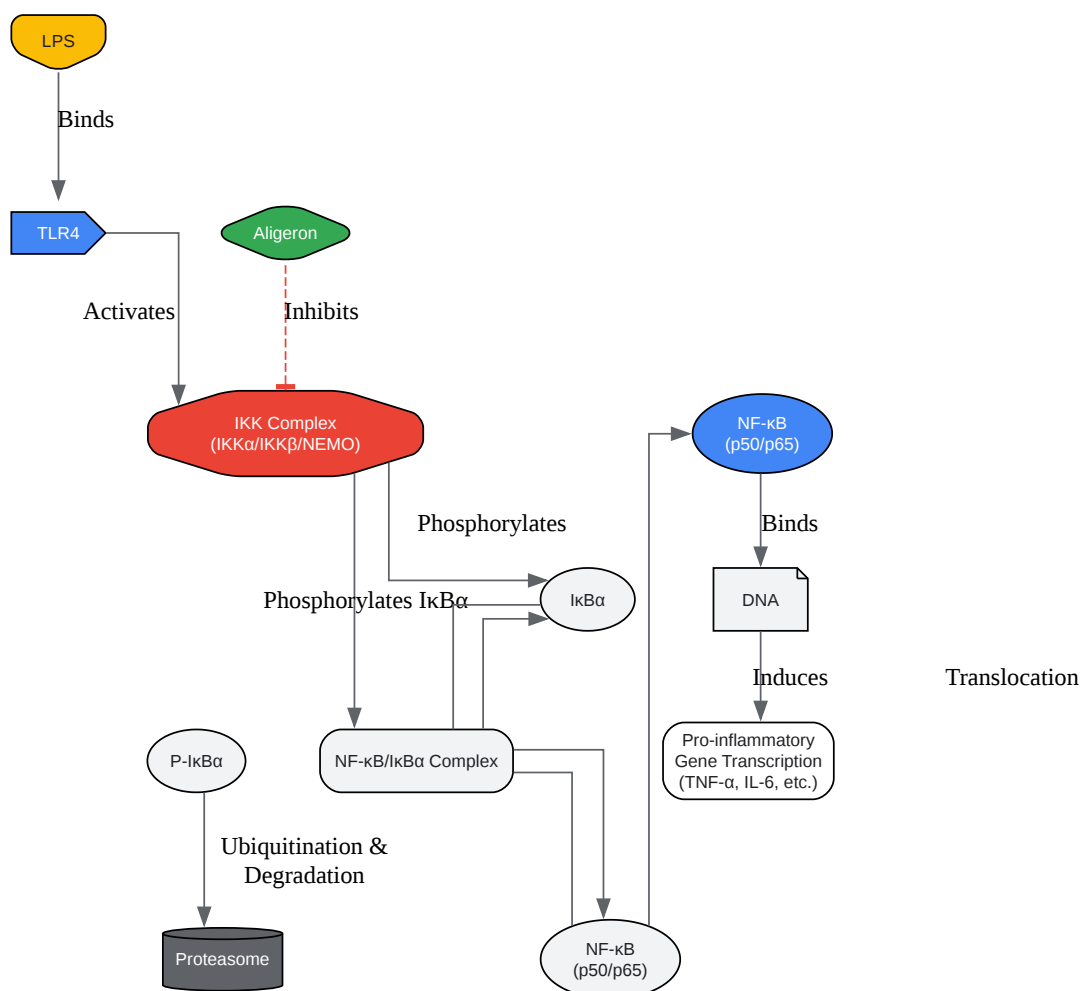 LPS
Binds
TLR4
Aligeron
Activates
Inhibits
IKK Complex
(IKKα/IKKβ/NEMO)
NF-κB
(p50/p65)
Phosphorylates
Binds
Phosphorylates IκBα
IκBα
DNA
Induces
Translocation
P-IκBα
NF-κB/IκBα Complex
Pro-inflammatory
Gene Transcription
(TNF-α, IL-6, etc.)
Ubiquitination &
Degradation
Proteasome
NF-κB
(p50/p65)